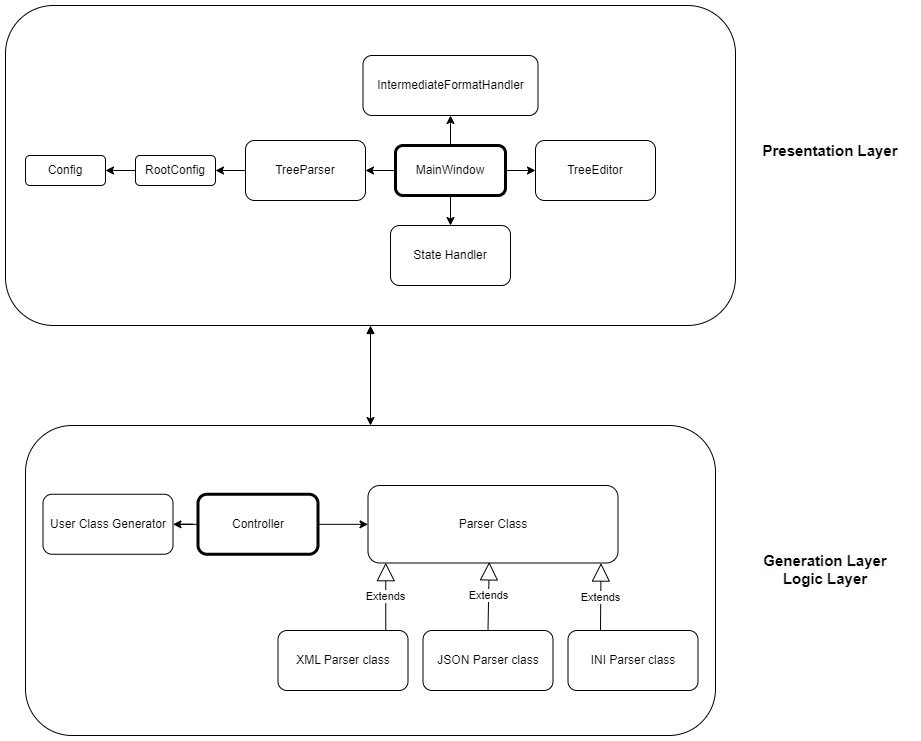 IntermediateFormatHandler
Presentation Layer
Config
RootConfig
TreeParser
MainWindow
TreeEditor
State Handler
User Class Generator
Controller
Parser Class
Generation Layer
Logic Layer
Extends
Extends
Extends
XML Parser class
JSON Parser class
INI Parser class